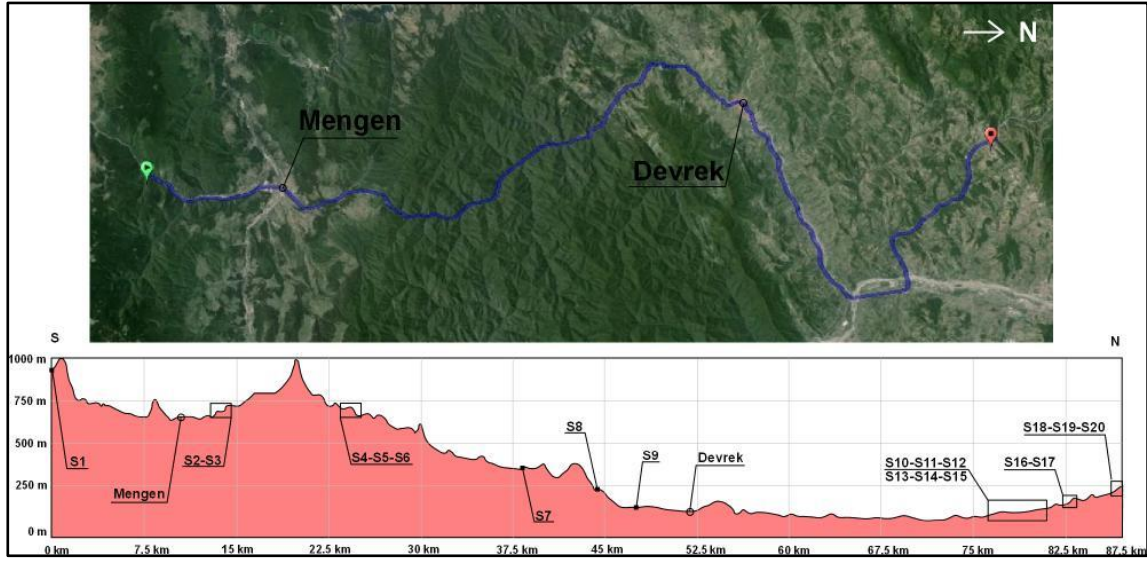 N
Mengen
Devrek
S
N
1000 m
750 m
500 m
250 m
0 m
S1
Mengen
S2-S3
S4-S5-S6
S7
S8
S9
Devrek
S10-S11-S12
S13-S14-S15
S16-S17
S18-S19-S20
0 km
7.5 km
15 km
22.5 km
30 km
37.5 km
45 km
52.5 km
60 km
67.5 km
75 km
82.5 km
87.5 km